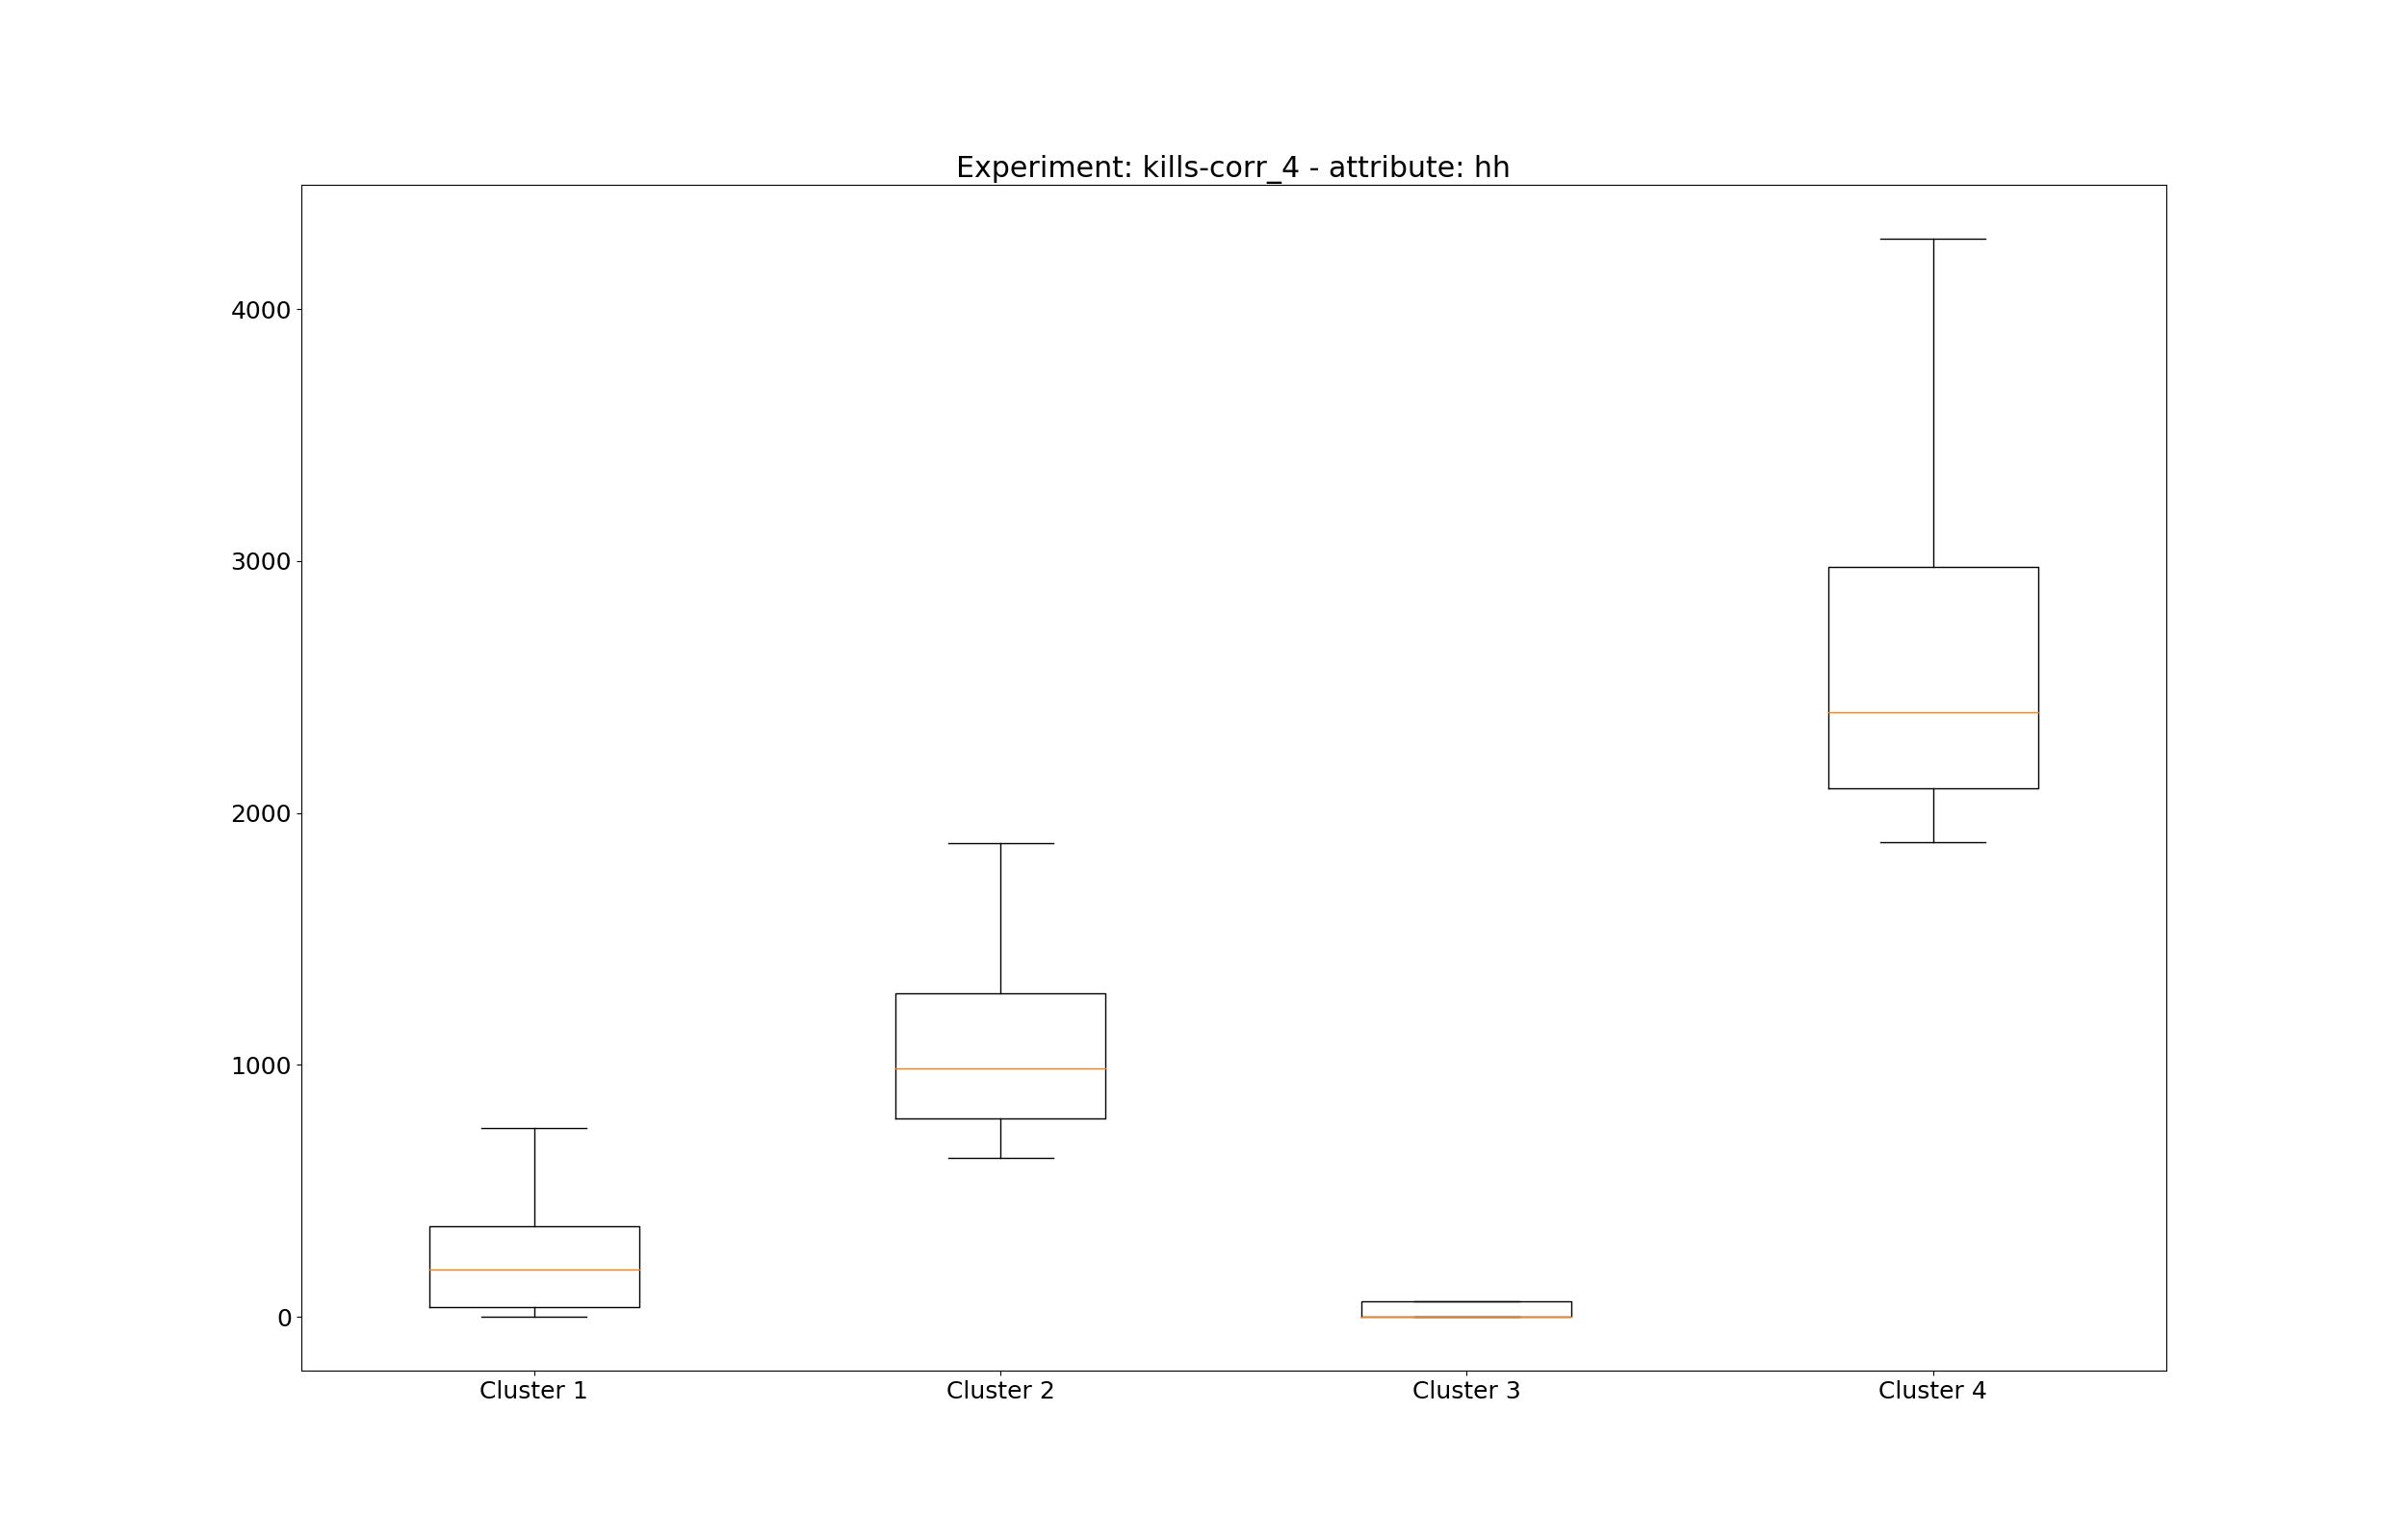 Experiment: kills-corr_4 - attribute: hh
4000
3000
2000
1000
0
Cluster 1 Cluster 2 Cluster 3 Cluster 4